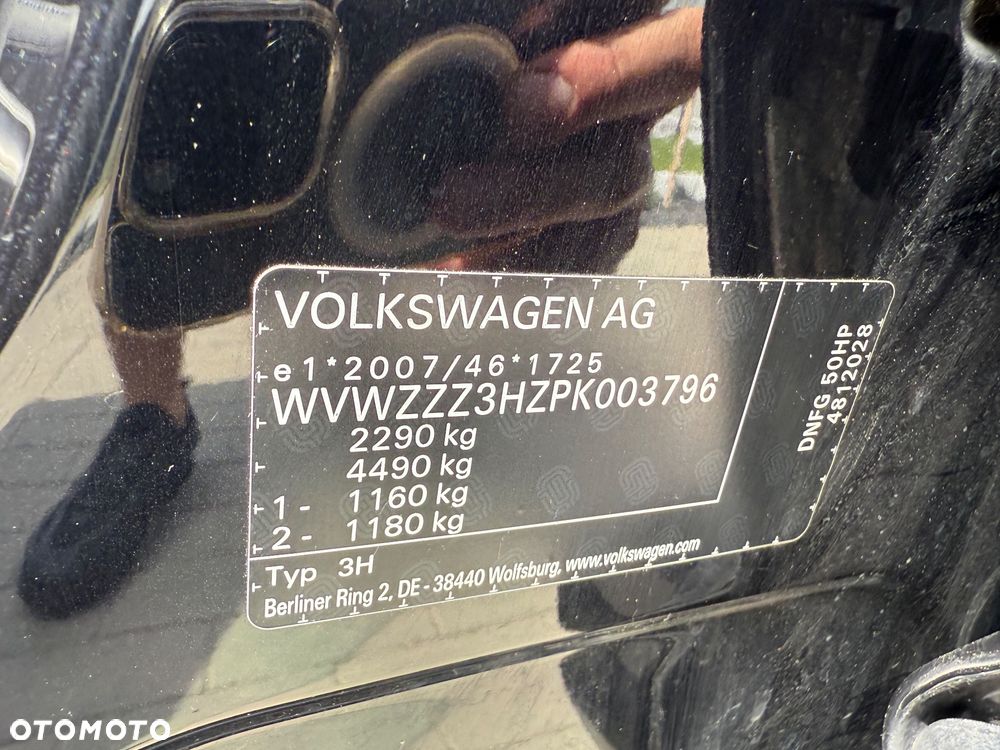 VOLKSWAGEN AG
e1*2007/46*1725
WVWZZZ3HZPK003796
2290 kg
4490 kg
1 - 1160 kg
2 - 1180 kg
Typ 3H
Berliner Ring 2, DE - 38440 Wolfsburg, www.volkswagen.com
DNFG 50HP
4812028
OTOMOTO